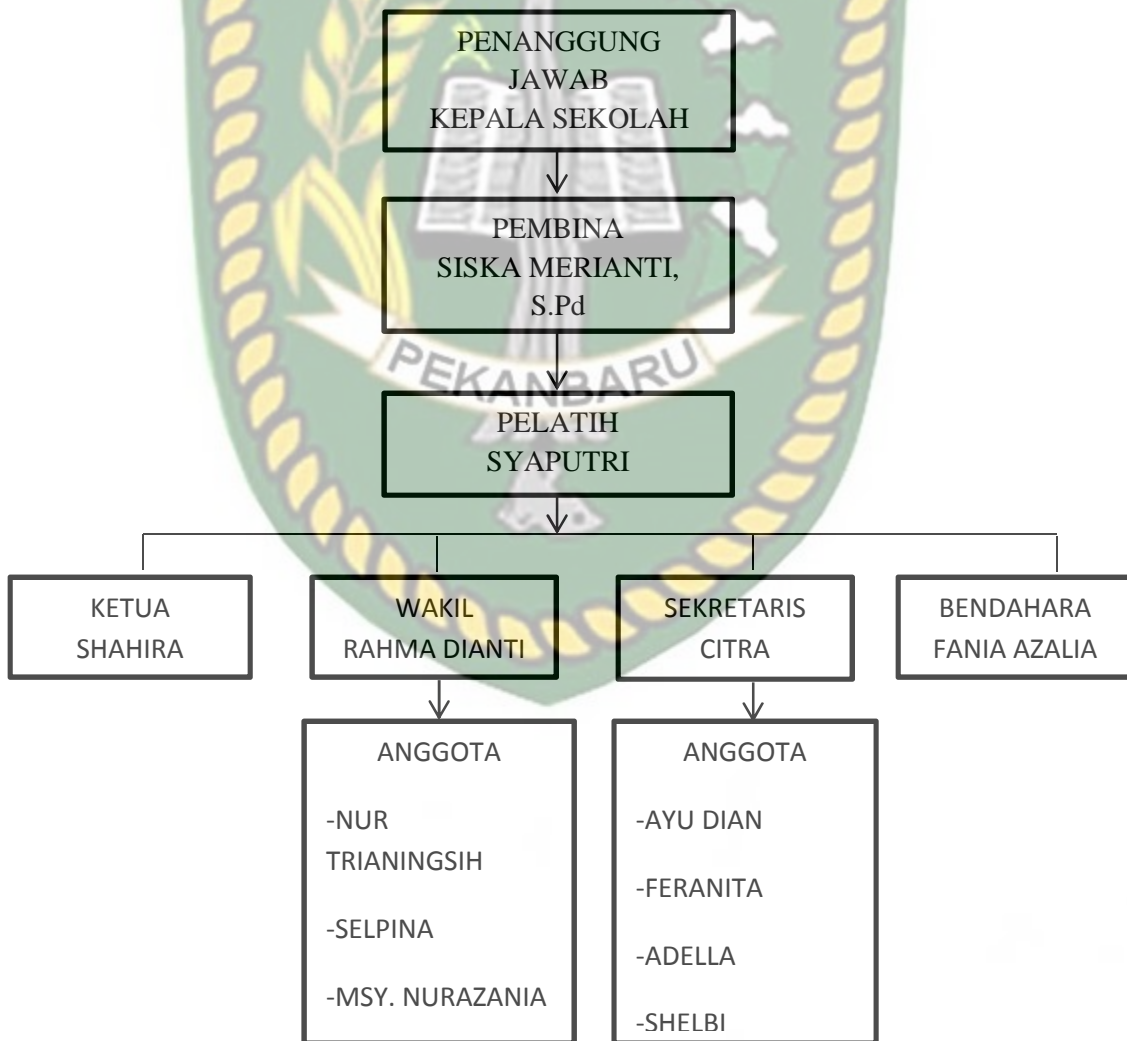 PENANGGUNG
JAWAB
KEPALA SEKOLAH
PEMBINA
SISKA MERIANTI,
S.Pd
PEKANBARU
PELATIH
SYAPUTRI
KETUA
SHAHIRA
WAKIL
RAHMA DIANTI
SEKRETARIS
CITRA
BENDAHARA
FANIA AZALIA
ANGGOTA
-NUR
TRIANINGSIH
-SELPINA
-MSY. NURAZANIA
ANGGOTA
-AYU DIAN
-FERANITA
-ADELLA
-SHELBI